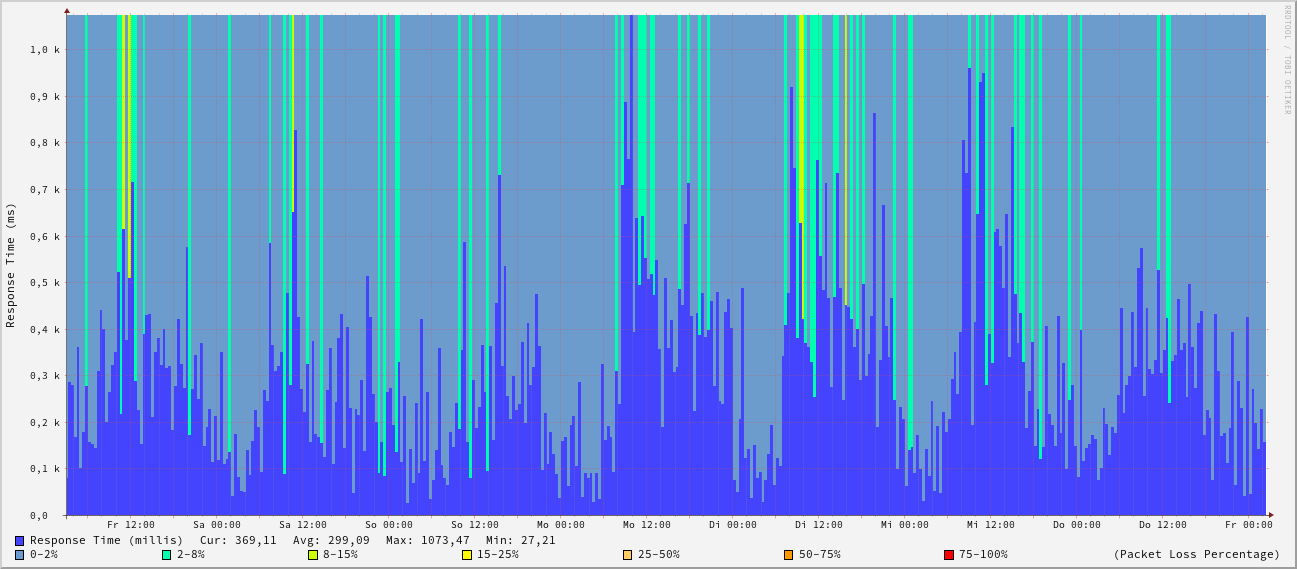 RRDTOOL / TOBI OETIKER
Response Time (ms)
1,0 k
0,9 k
0,8 k
0,7 k
0,6 k
0,5 k
0,4 k
0,3 k
0,2 k
0,1 k
0,0
Fr 12:00 Sa 00:00 Sa 12:00 So 00:00 So 12:00 Mo 00:00 Mo 12:00 Di 00:00 Di 12:00 Mi 00:00 Mi 12:00 Do 00:00 Do 12:00 Fr 00:00
Response Time (millis) Cur: 369,11 Avg: 299,09 Max: 1073,47 Min: 27,21
0-2% 2-8% 8-15% 15-25% 25-50% 50-75% 75-100% (Packet Loss Percentage)